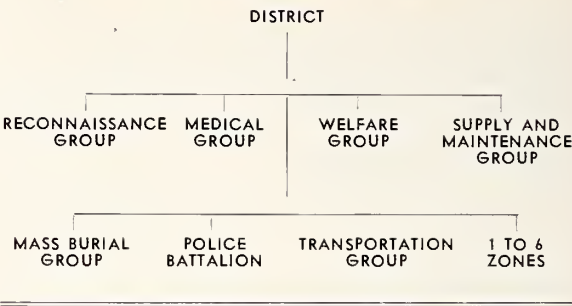 DISTRICT
RECONNAISSANCE GROUP
MEDICAL GROUP
WELFARE GROUP
SUPPLY AND MAINTENANCE GROUP
MASS BURIAL GROUP
POLICE BATTALION
TRANSPORTATION GROUP
1 TO 6 ZONES